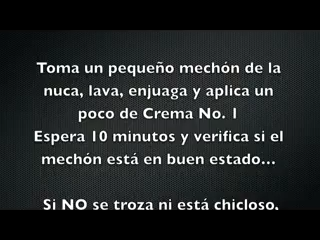 Toma un pequeño mechón de la
nuca, lava, enjuaga y aplica un
poco de Crema No. 1
Espera 10 minutos y verifica si el
mechón está en buen estado...
Si NO se troza ni está chicloso,